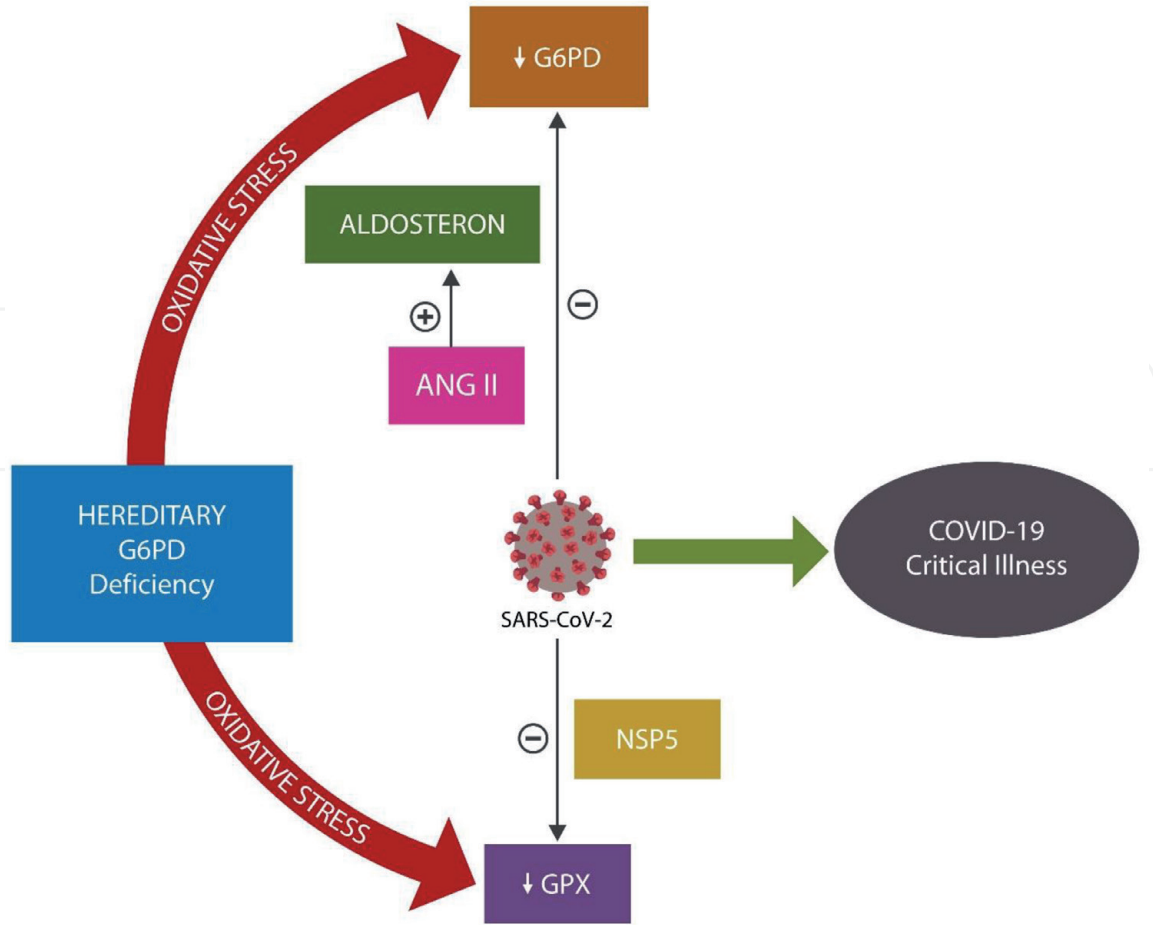 ↓ G6PD
OXIDATIVE STRESS
ALDOSTERON
+
−
ANG II
HEREDITARY
G6PD
Deficiency
COVID-19
Critical Illness
SARS-CoV-2
OXIDATIVE STRESS
−
NSP5
↓ GPX